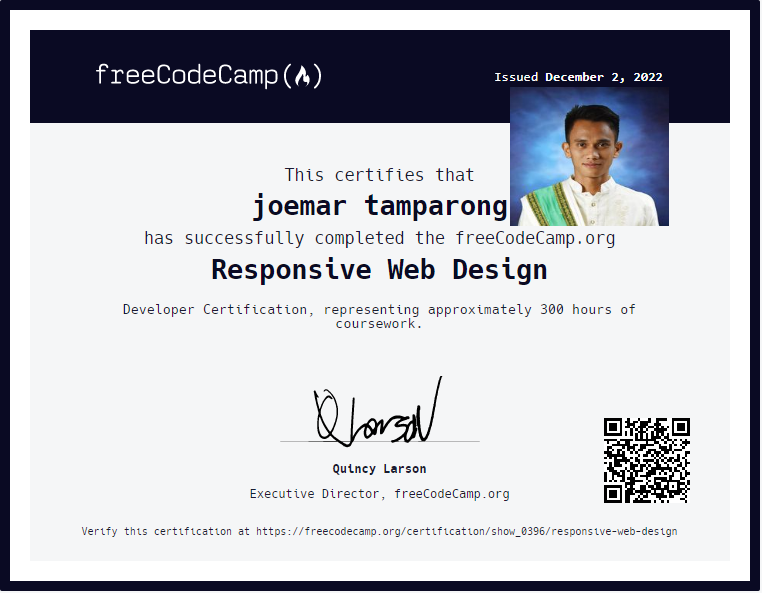 freeCodeCamp(🔥)
Issued December 2, 2022
This certifies that
joemar tamparong
has successfully completed the freeCodeCamp.org
Responsive Web Design
Developer Certification, representing approximately 300 hours of
coursework.
Q Larson
Quincy Larson
Executive Director, freeCodeCamp.org
Verify this certification at https://freecodecamp.org/certification/show_0396/responsive-web-design